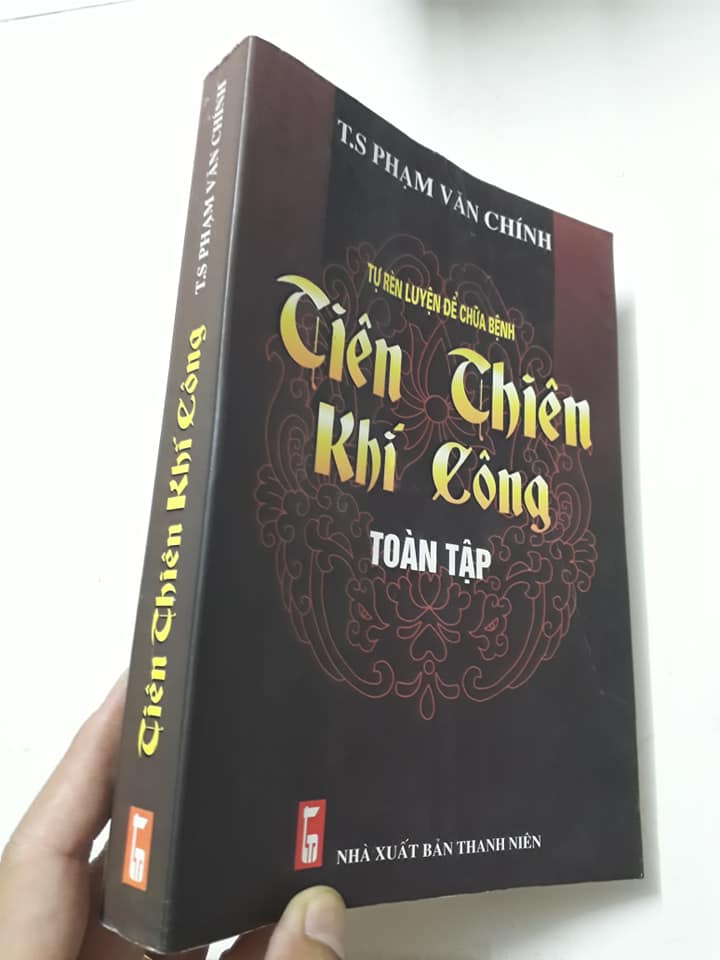 T.S PHẠM VĂN CHÍNH
TỰ RÈN LUYỆN ĐỂ CHỮA BỆNH
Tiên Thiên
Khí Công
TOÀN TẬP
NHÀ XUẤT BẢN THANH NIÊN
Tiên Thiên Khí Công T.S PHẠM VĂN CHÍNH